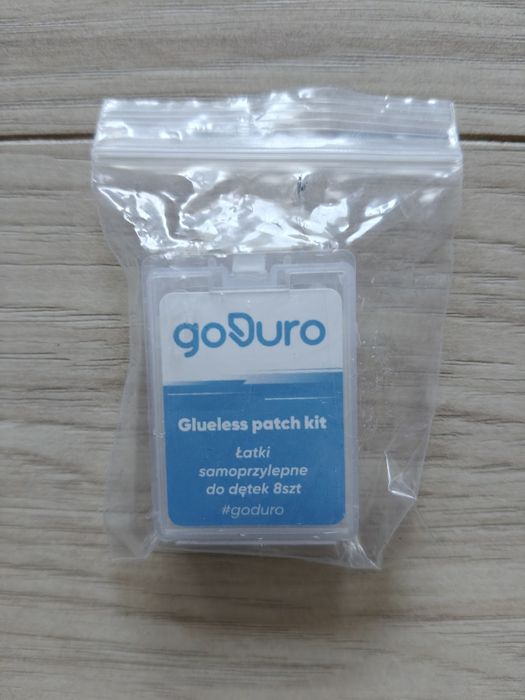 goDuro
Glueless patch kit
Łatki
samoprzylepne
do dętek 8szt
#goduro